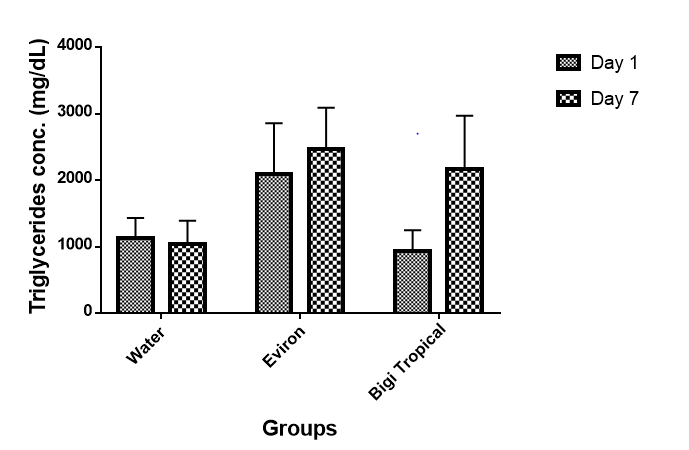 Triglycerides conc. (mg/dL)
4000
3000
2000
1000
0
Water
Eviron
Bigi Tropical
Groups
Day 1
Day 7